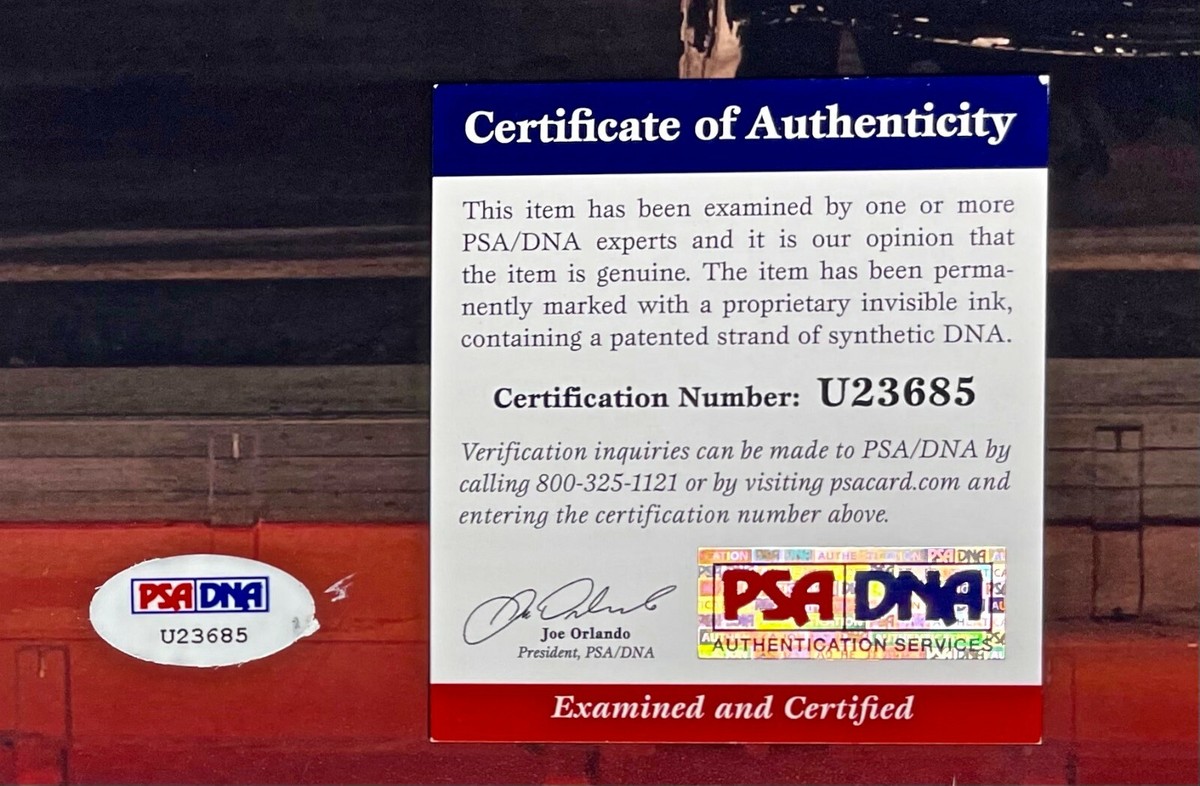 Certificate of Authenticity
This item has been examined by one or more
PSA/DNA experts and it is our opinion that
the item is genuine. The item has been perma-
nently marked with a proprietary invisible ink,
containing a patented strand of synthetic DNA.
Certification Number: U23685
Verification inquiries can be made to PSA/DNA by
calling 800-325-1121 or by visiting psacard.com and
entering the certification number above.
Joe Orlando
President, PSA/DNA
PSA DNA
AUTHENTICATION SERVICES
Examined and Certified
PSA DNA
U23685